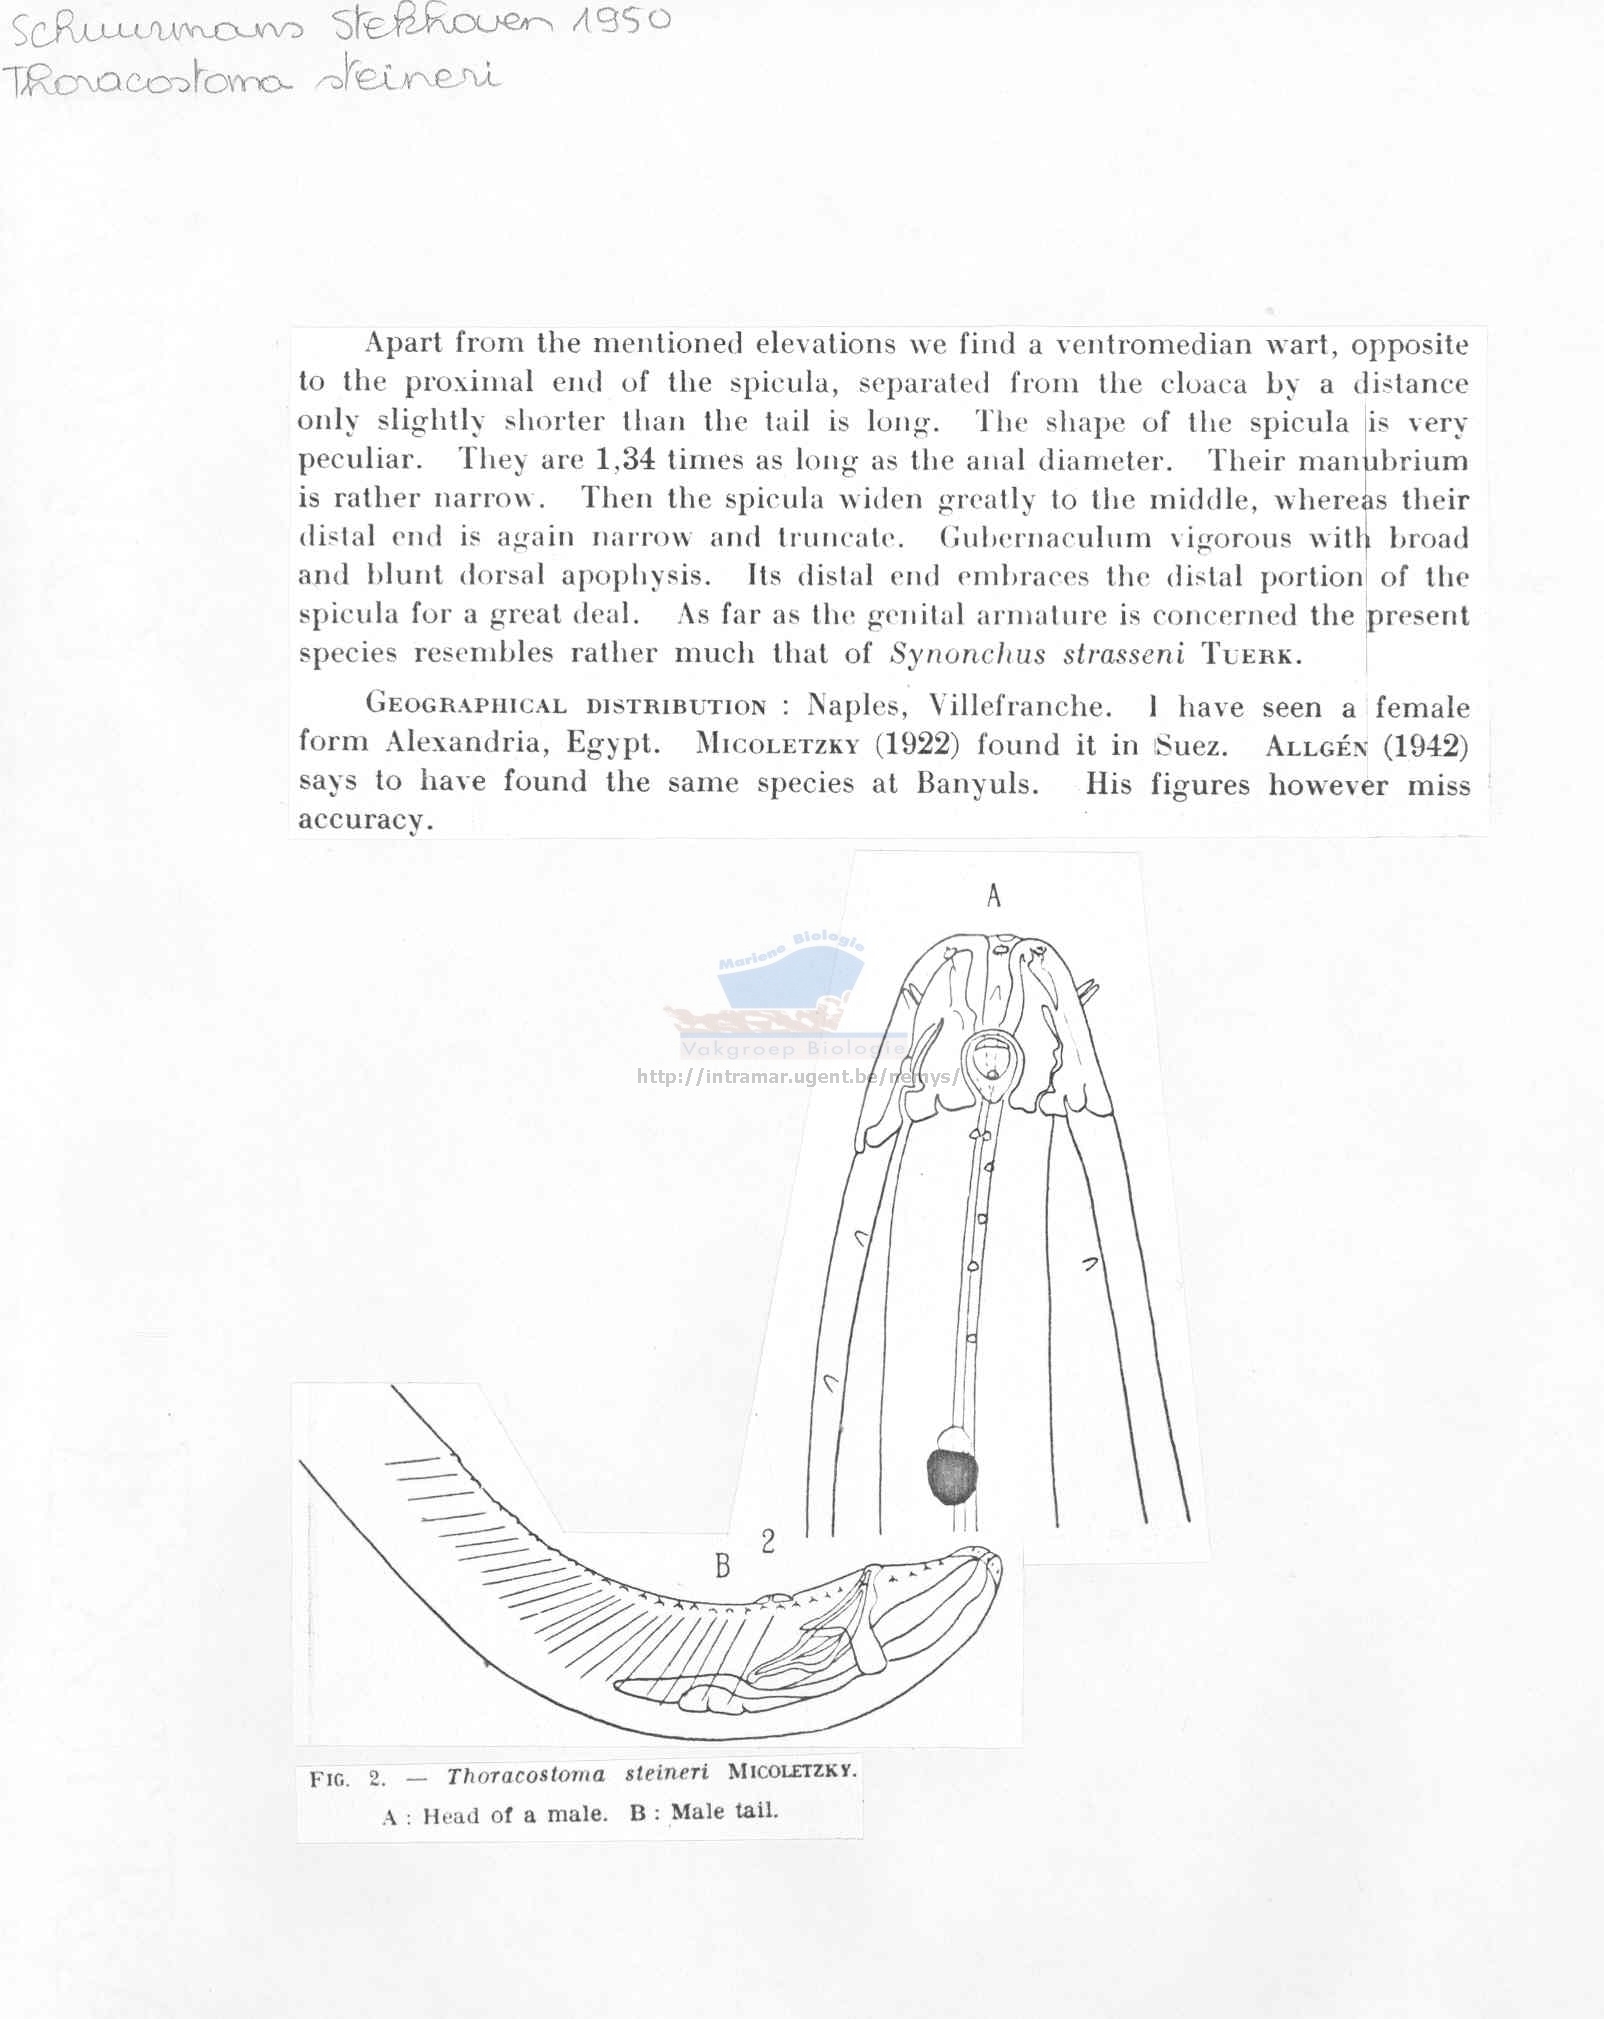 Schuurmans Stekhoven 1950
Thoracostoma steineri
Apart from the mentioned elevations we find a ventromedian wart, opposite
to the proximal end of the spicula, separated from the cloaca by a distance
only slightly shorter than the tail is long. The shape of the spicula is very
peculiar. They are 1,34 times as long as the anal diameter. Their manubrium
is rather narrow. Then the spicula widen greatly to the middle, whereas their
distal end is again narrow and truncate. Gubernaculum vigorous with broad
and blunt dorsal apophysis. Its distal end embraces the distal portion of the
spicula for a great deal. As far as the genital armature is concerned the present
species resembles rather much that of Synonchus strasseni TUERK.
GEOGRAPHICAL DISTRIBUTION : Naples, Villefranche. I have seen a female
form Alexandria, Egypt. MICOLETZKY (1922) found it in Suez. ALLGÉN (1942)
says to have found the same species at Banyuls. His figures however miss
accuracy.
A
Mariene Biologie
Vakgroep Biologie
http://intramar.ugent.be/nemys/
2
B
FIG. 2. — Thoracostoma steineri MICOLETZKY.
A : Head of a male. B : Male tail.